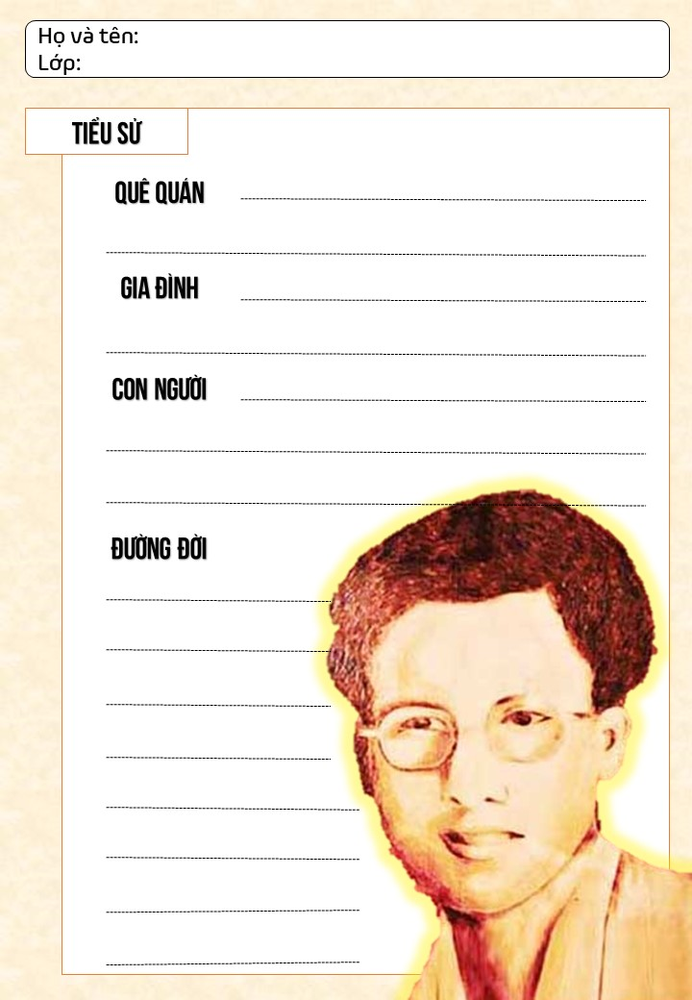 Họ và tên:
Lớp:
TIỂU SỬ
QUÊ QUÁN
GIA ĐÌNH
CON NGƯỜI
ĐƯỜNG ĐỜI